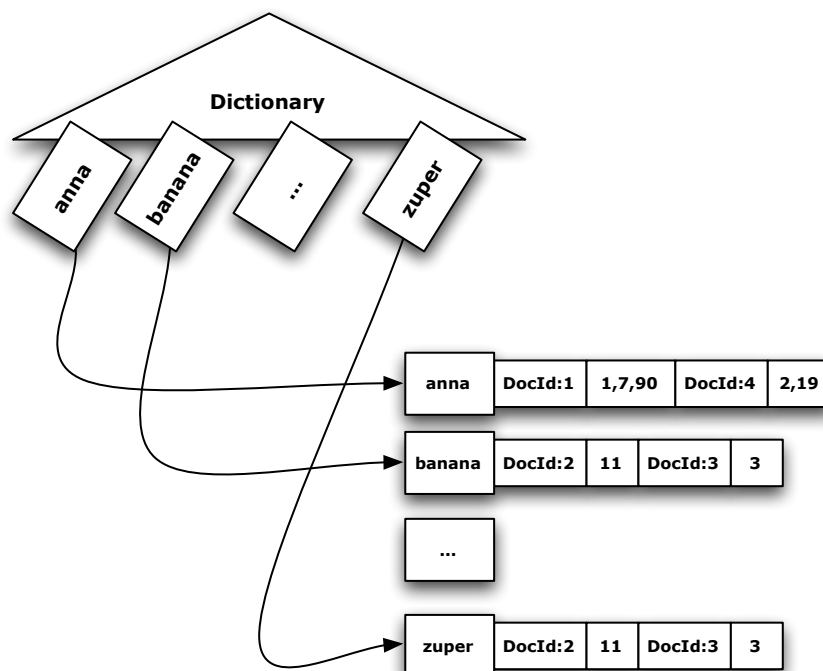 Dictionary
anna
banana
...
zuper
anna DocId:1 1,7,90 DocId:4 2,19
banana DocId:2 11 DocId:3 3
...
zuper DocId:2 11 DocId:3 3